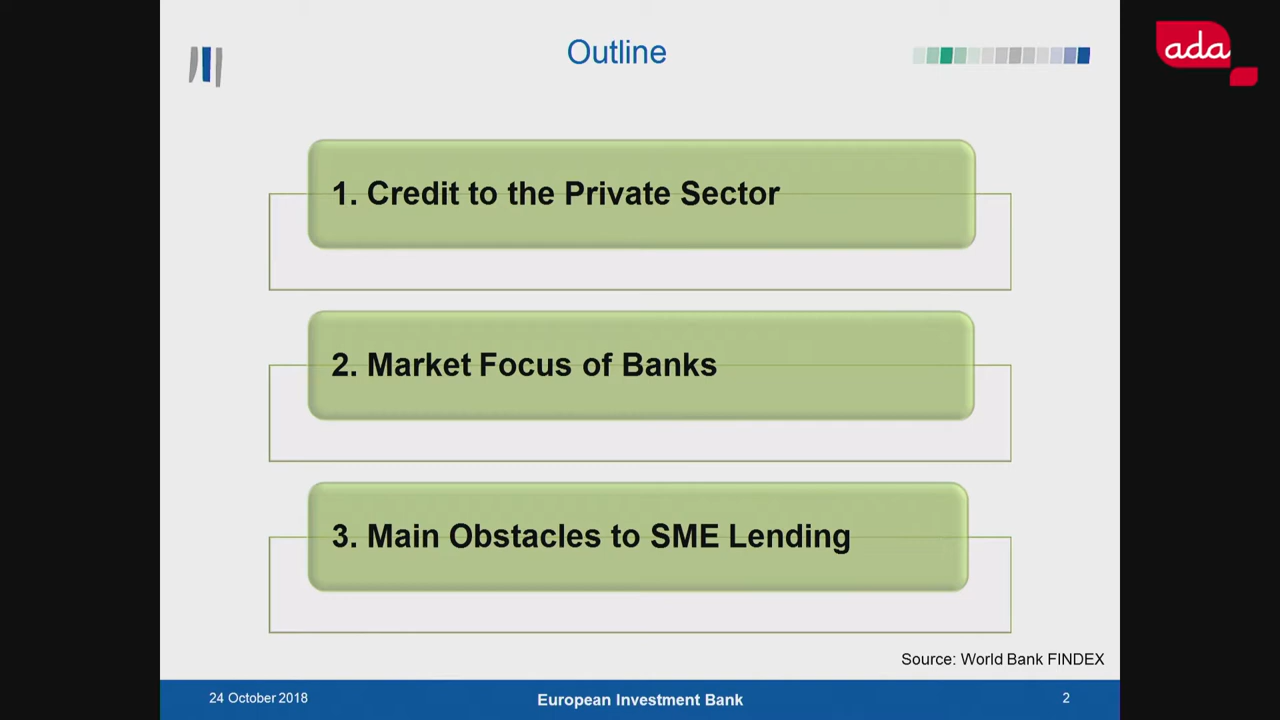 Outline
ada
1. Credit to the Private Sector
2. Market Focus of Banks
3. Main Obstacles to SME Lending
Source: World Bank FINDEX
24 October 2018
European Investment Bank
2